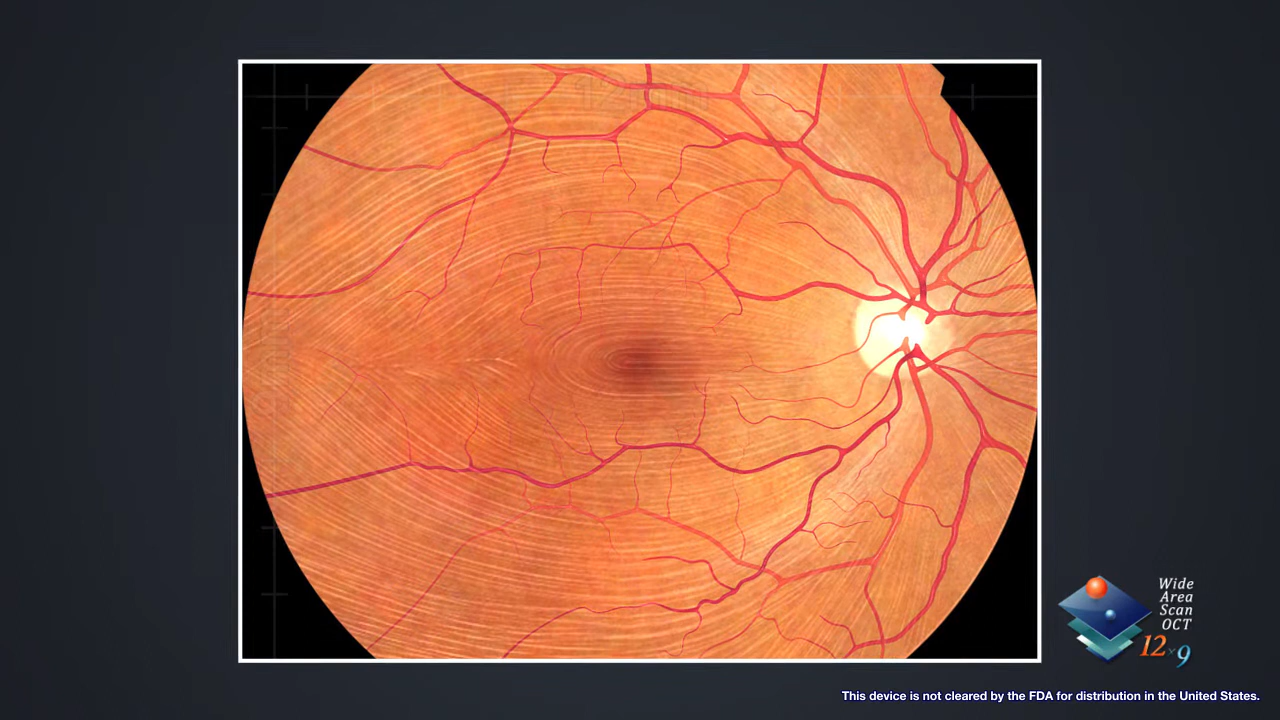 Wide
Area
Scan
OCT
12×9
This device is not cleared by the FDA for distribution in the United States.